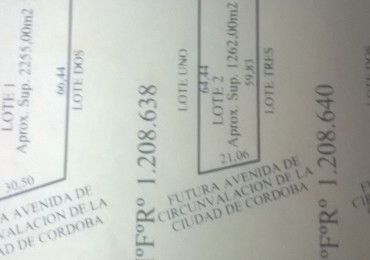 LOTE 1
Aprox. Sup. 2255,00m2
66,44
LOTE DOS
30,50
A AVENIDA DE
VALACION DE LA
AD DE CORDOBA
ºFºRº 1.208.638
LOTE UNO
64,44
LOTE 2
Aprox. Sup. 1262,00m2
59,83
LOTE TRES
21,06
FUTURA AVENIDA DE
CIRCUNVALACION DE LA
CIUDAD DE CORDOBA
ºFºRº 1.208.640